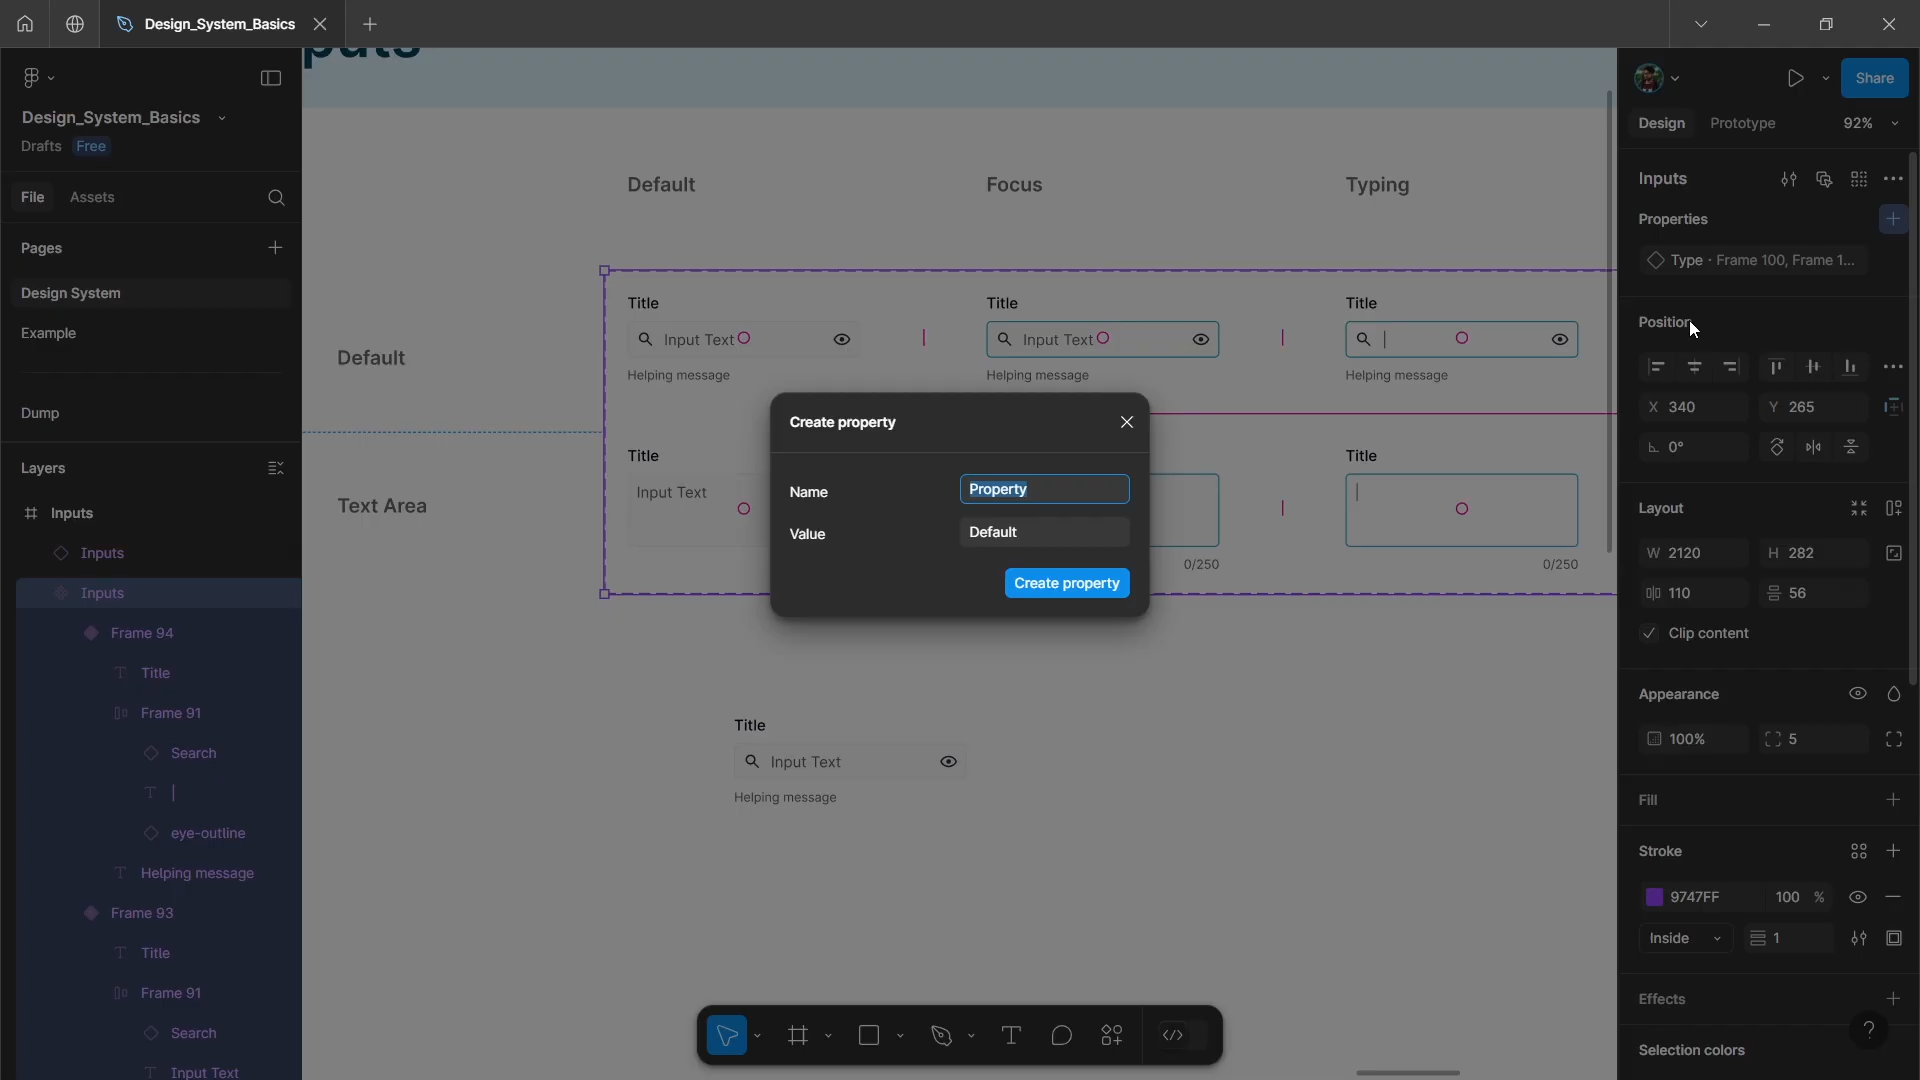 Design_System_Basics
Design_System_Basics
Drafts Free
File Assets
Pages
Design System
Example
Dump
Layers
Inputs
Inputs
Inputs
Frame 94
Title
Frame 91
Search
|
eye-outline
Helping message
Frame 93
Title
Frame 91
Search
Input Text
Default Focus Typing
Default
Text Area
Title
Input Text
Helping message
Title
Input Text
Helping message
Title
|
Helping message
Title
Input Text
0/250
Title
|
0/250
Create property
Name Property
Value Default
Create property
Title
Input Text
Helping message
Share
Design Prototype 92%
Inputs
Properties
Type · Frame 100, Frame 1...
Position
X 340 Y 265
0°
Layout
W 2120 H 282
110 56
Clip content
Appearance
100% 5
Fill
Stroke
9747FF 100 %
Inside 1
Effects
?
Selection colors